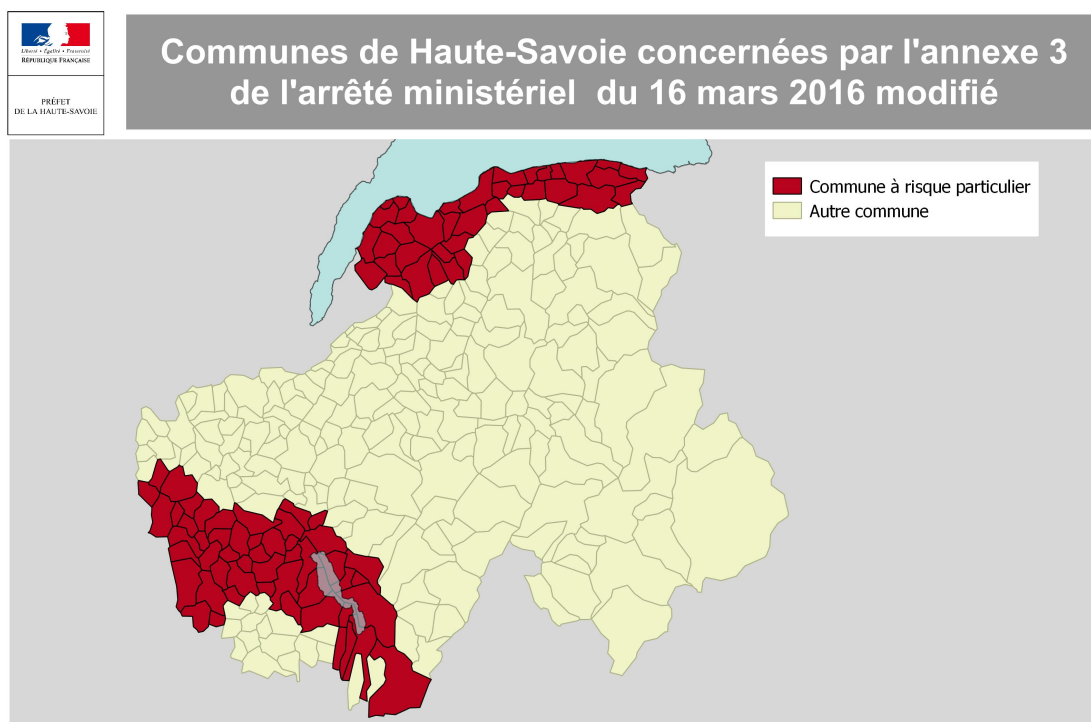 Liberté • Égalité • Fraternité
RÉPUBLIQUE FRANÇAISE
PRÉFET
DE LA HAUTE-SAVOIE
Communes de Haute-Savoie concernées par l'annexe 3
de l'arrêté ministériel du 16 mars 2016 modifié
Commune à risque particulier
Autre commune